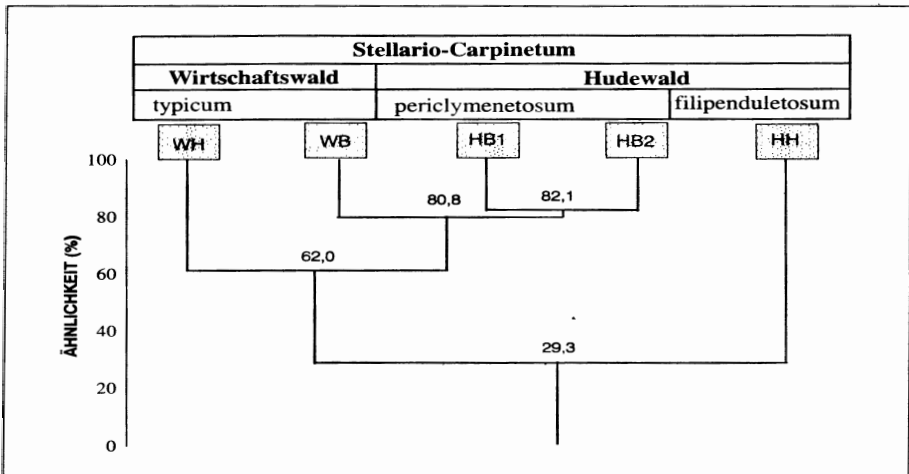 Stellario-Carpinetum
Wirtschaftswald Hudewald
typicum periclymenetosum filipenduletosum
WH WB HB1 HB2 HH
100
80,8 82,1
80
62,0
60
40
29,3
20
0
ÄHNLICHKEIT (%)